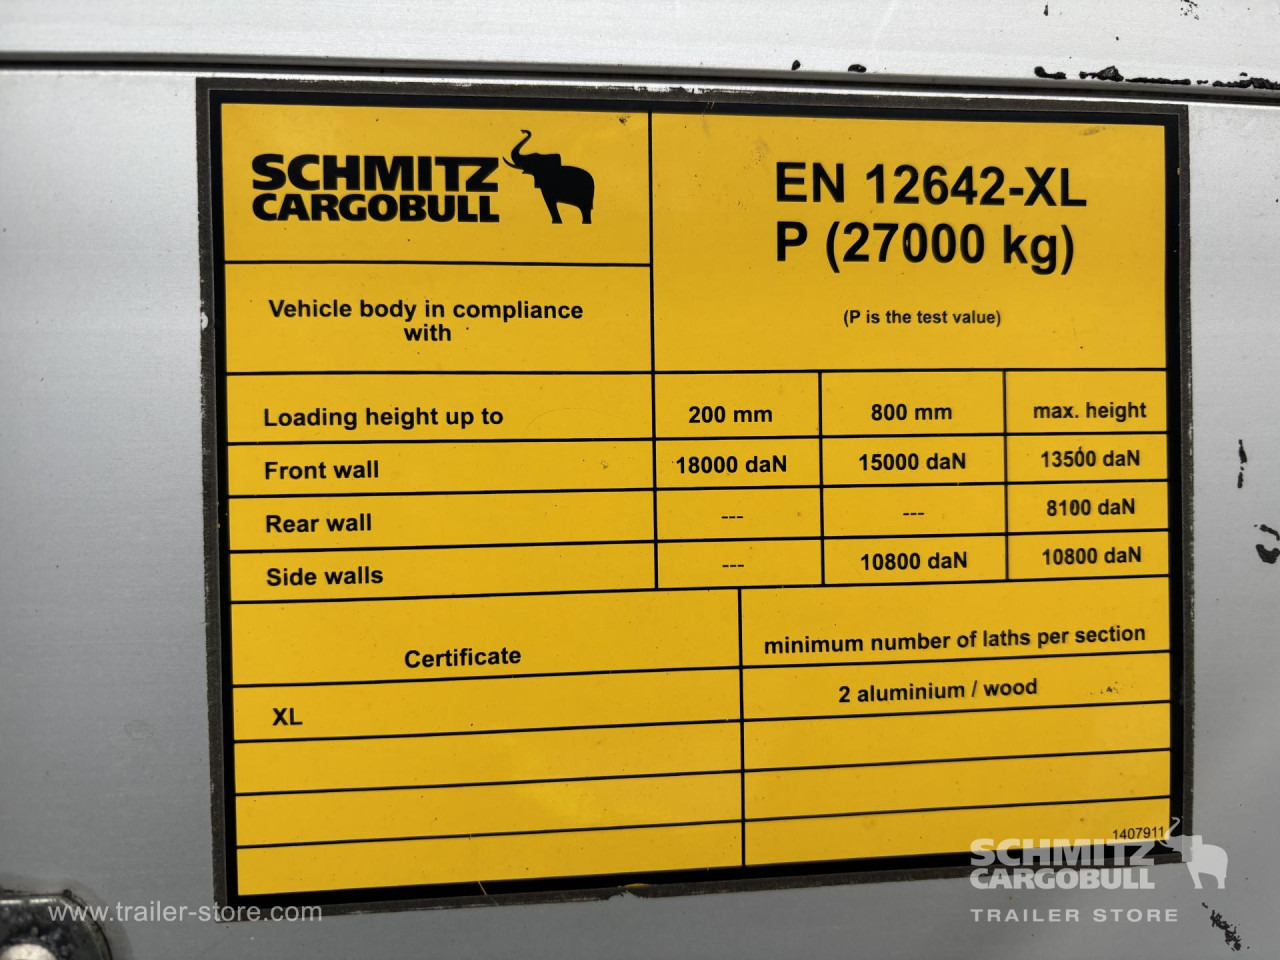 SCHMITZ
CARGOBULL
EN 12642-XL
P (27000 kg)
(P is the test value)
Vehicle body in compliance
with
Loading height up to 200 mm 800 mm max. height
Front wall 18000 daN 15000 daN 13500 daN
Rear wall --- --- 8100 daN
Side walls --- 10800 daN 10800 daN
Certificate minimum number of laths per section
XL 2 aluminium / wood
1407911
SCHMITZ
CARGOBULL
TRAILER STORE
www.trailer-store.com